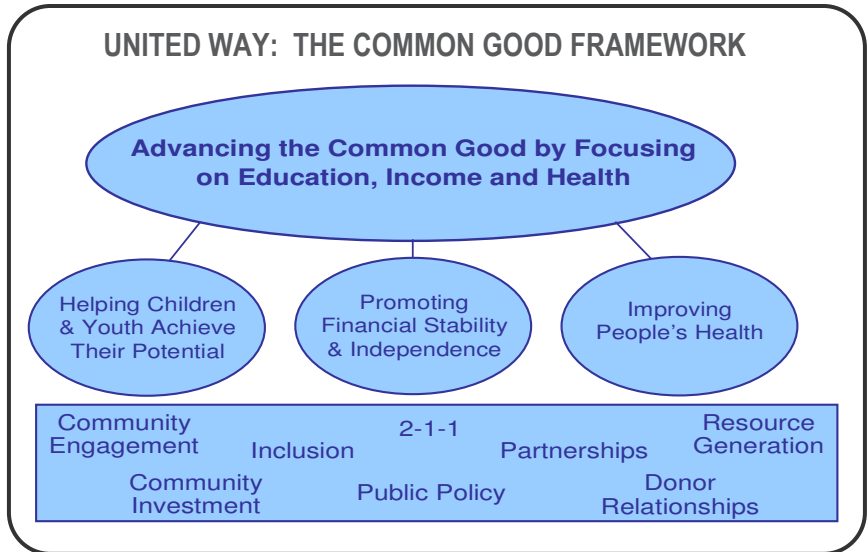 UNITED WAY:  THE COMMON GOOD FRAMEWORK
Advancing the Common Good by Focusing
on Education, Income and Health
Helping Children
& Youth Achieve
Their Potential
Promoting
Financial Stability
& Independence
Improving
People's Health
Community
Engagement
Inclusion
2-1-1
Partnerships
Resource
Generation
Community
Investment
Public Policy
Donor
Relationships